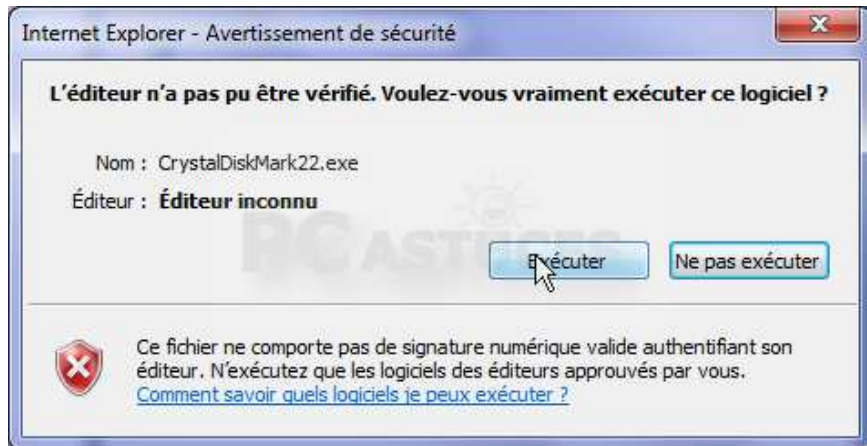 Internet Explorer - Avertissement de sécurité
L'éditeur n'a pas pu être vérifié. Voulez-vous vraiment exécuter ce logiciel ?
Nom : CrystalDiskMark22.exe
Éditeur : Éditeur inconnu
PC ASTUCES
Exécuter
Ne pas exécuter
Ce fichier ne comporte pas de signature numérique valide authentifiant son
éditeur. N'exécutez que les logiciels des éditeurs approuvés par vous.
Comment savoir quels logiciels je peux exécuter ?